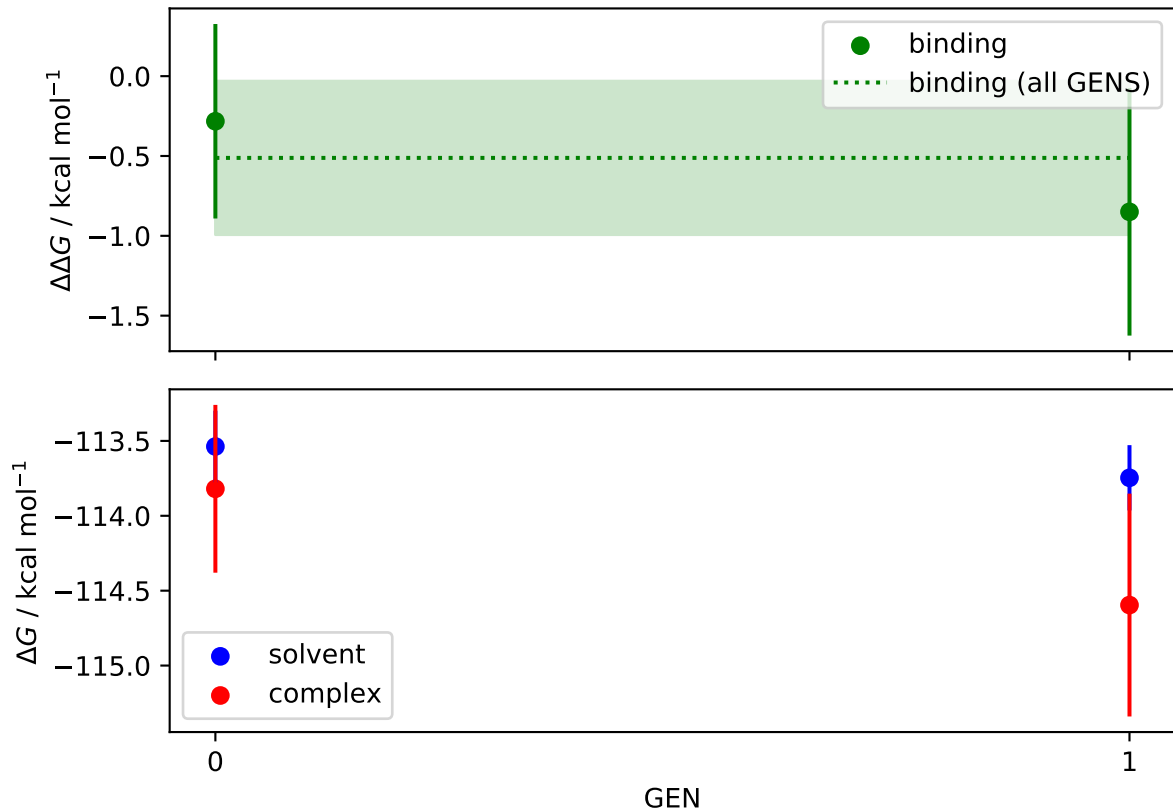 0.0
−0.5
−1.0
−1.5
ΔΔG / kcal mol⁻¹
binding
binding (all GENS)
−113.5
−114.0
−114.5
−115.0
ΔG / kcal mol⁻¹
solvent
complex
0
1
GEN